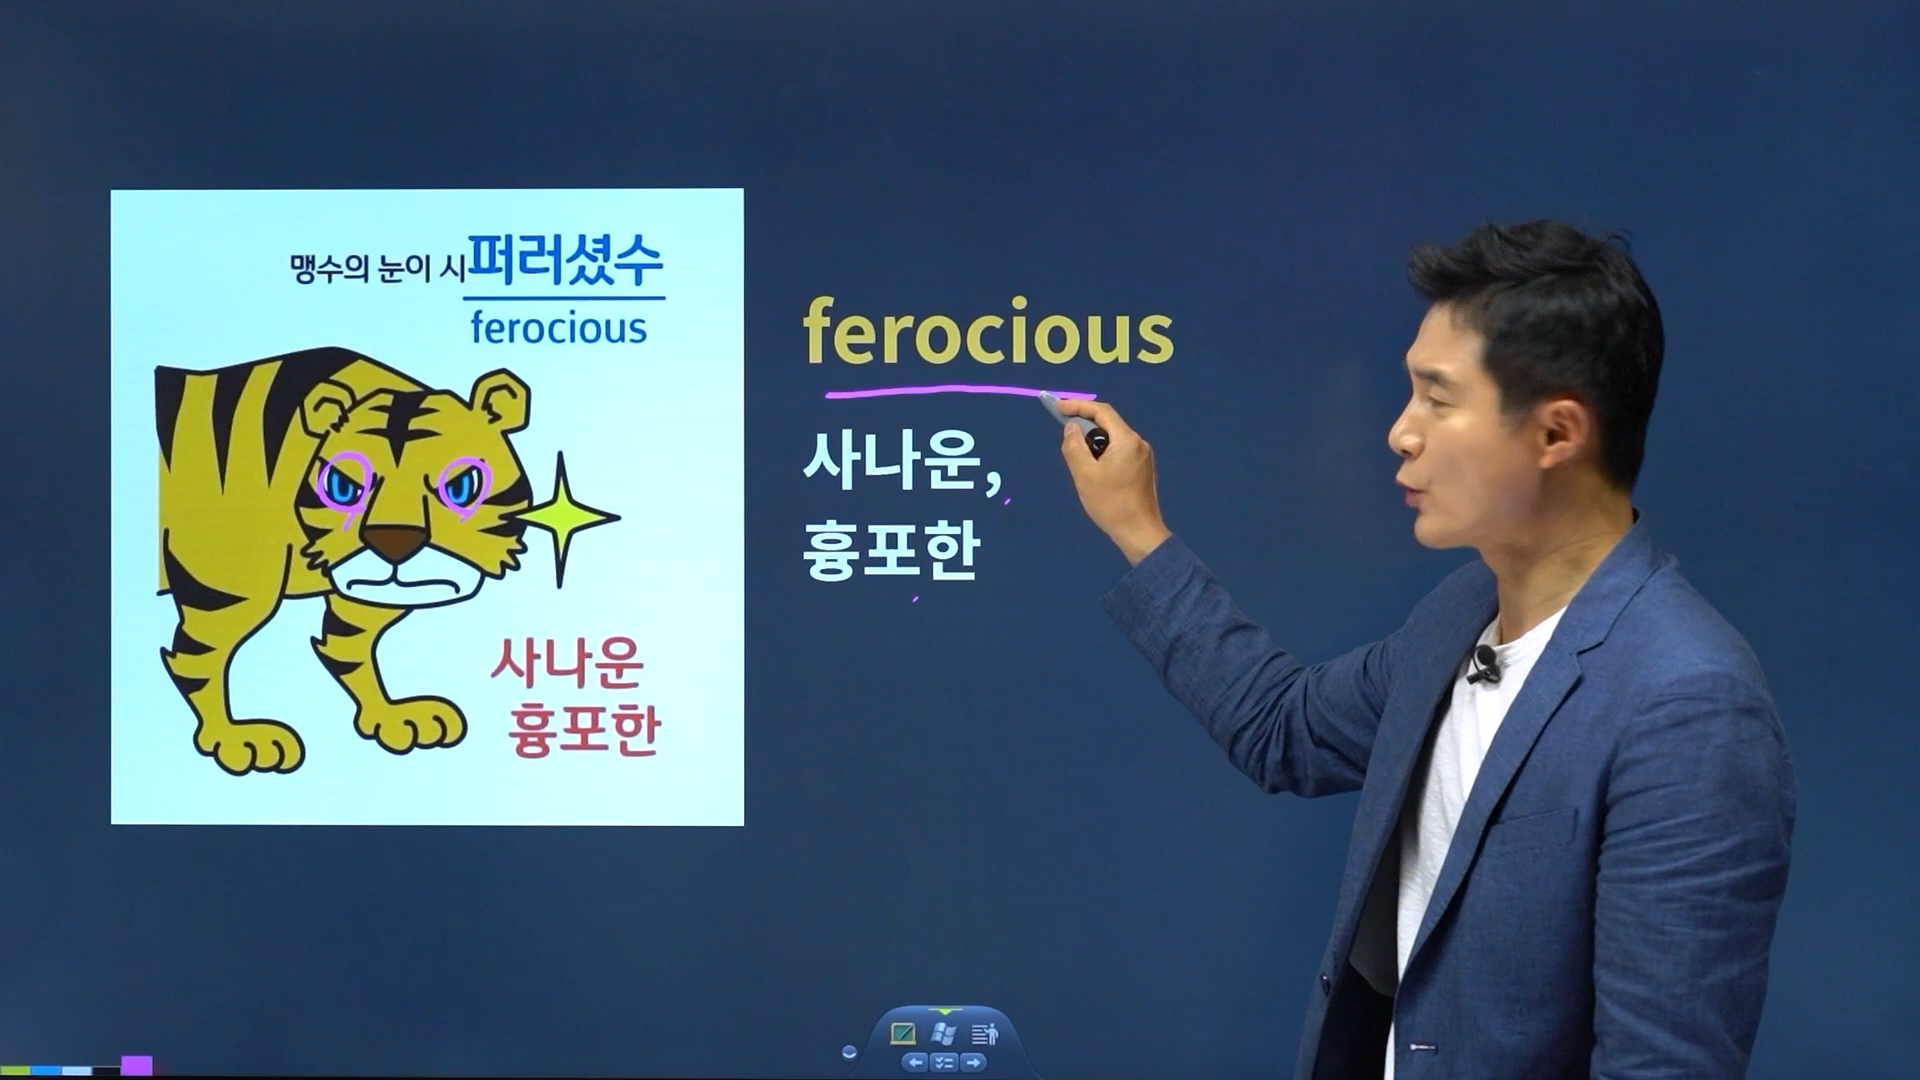 맹수의 눈이 시퍼러셨수
ferocious
사나운
흉포한
ferocious
사나운,
흉포한